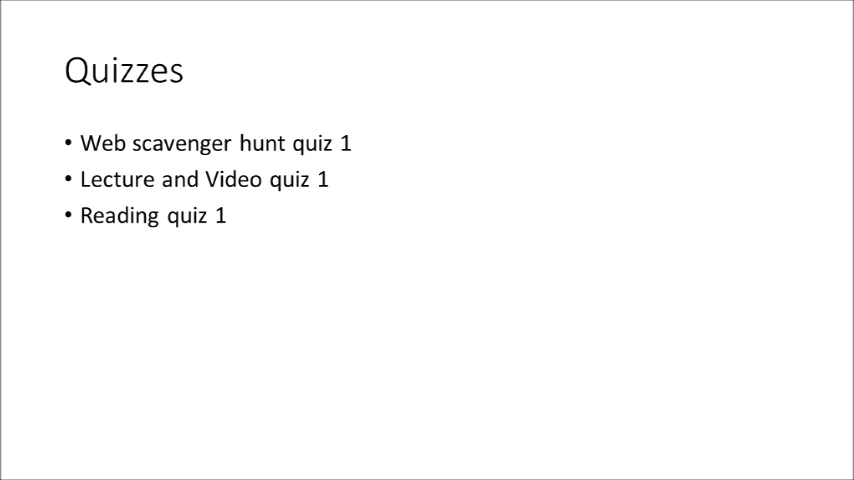 Quizzes
• Web scavenger hunt quiz 1
• Lecture and Video quiz 1
• Reading quiz 1